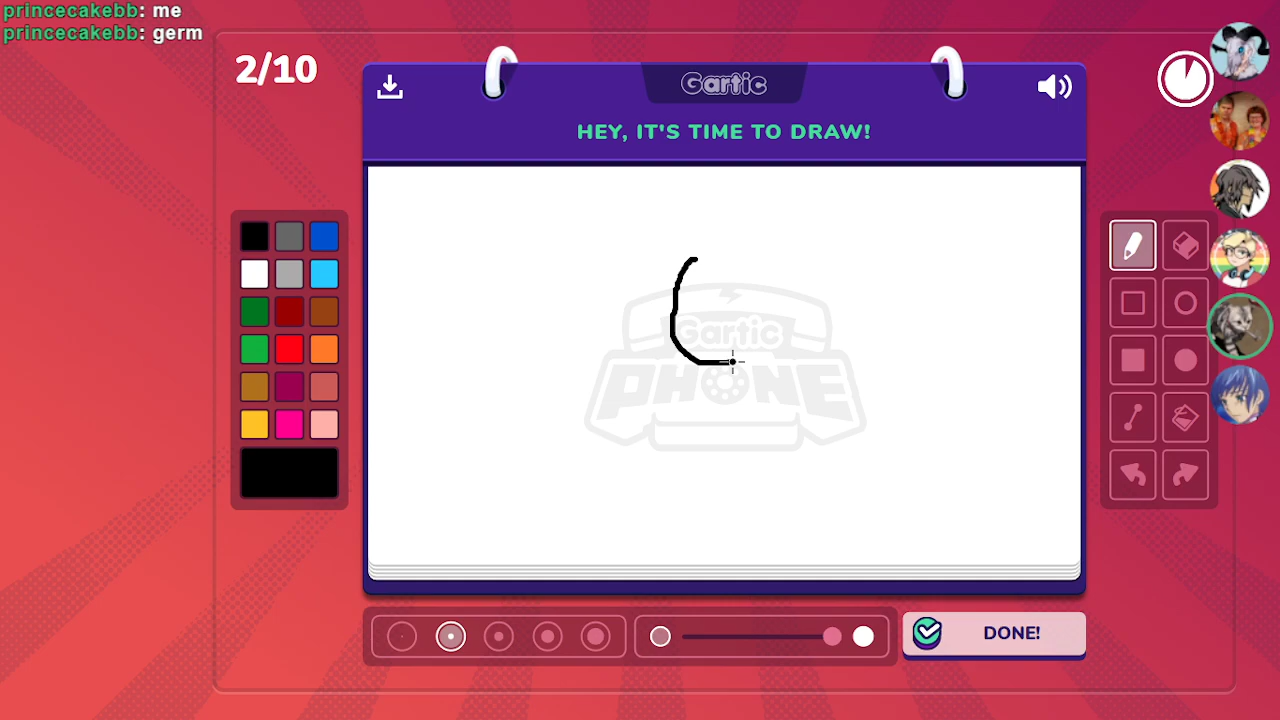 princecakebb: me
princecakebb: germ
2/10
Gartic
HEY, IT'S TIME TO DRAW!
Gartic
PHONE
DONE!